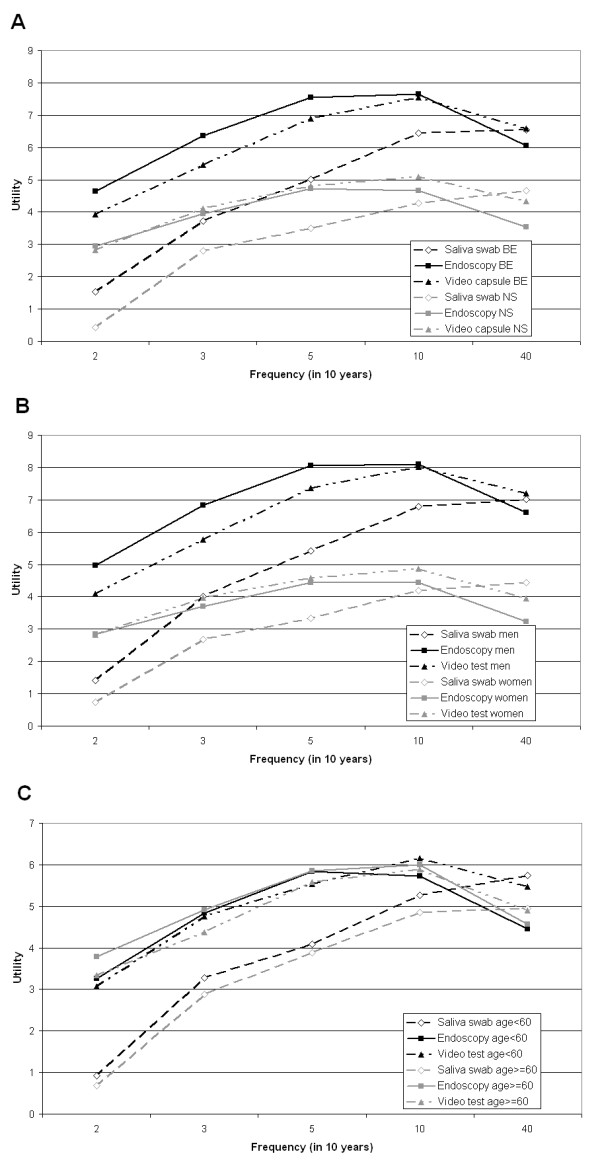 A
9
8
7
6
5
4
3
2
1
0
Utility
Saliva swab BE
Endoscopy BE
Video capsule BE
Saliva swab NS
Endoscopy NS
Video capsule NS
2 3 5 10 40
Frequency (in 10 years)
B
9
8
7
6
5
4
3
2
1
0
Utility
Saliva swab men
Endoscopy men
Video test men
Saliva swab women
Endoscopy women
Video test women
2 3 5 10 40
Frequency (in 10 years)
C
7
6
5
4
3
2
1
0
Utility
Saliva swab age<60
Endoscopy age<60
Video test age<60
Saliva swab age>=60
Endoscopy age>=60
Video test age>=60
2 3 5 10 40
Frequency (in 10 years)